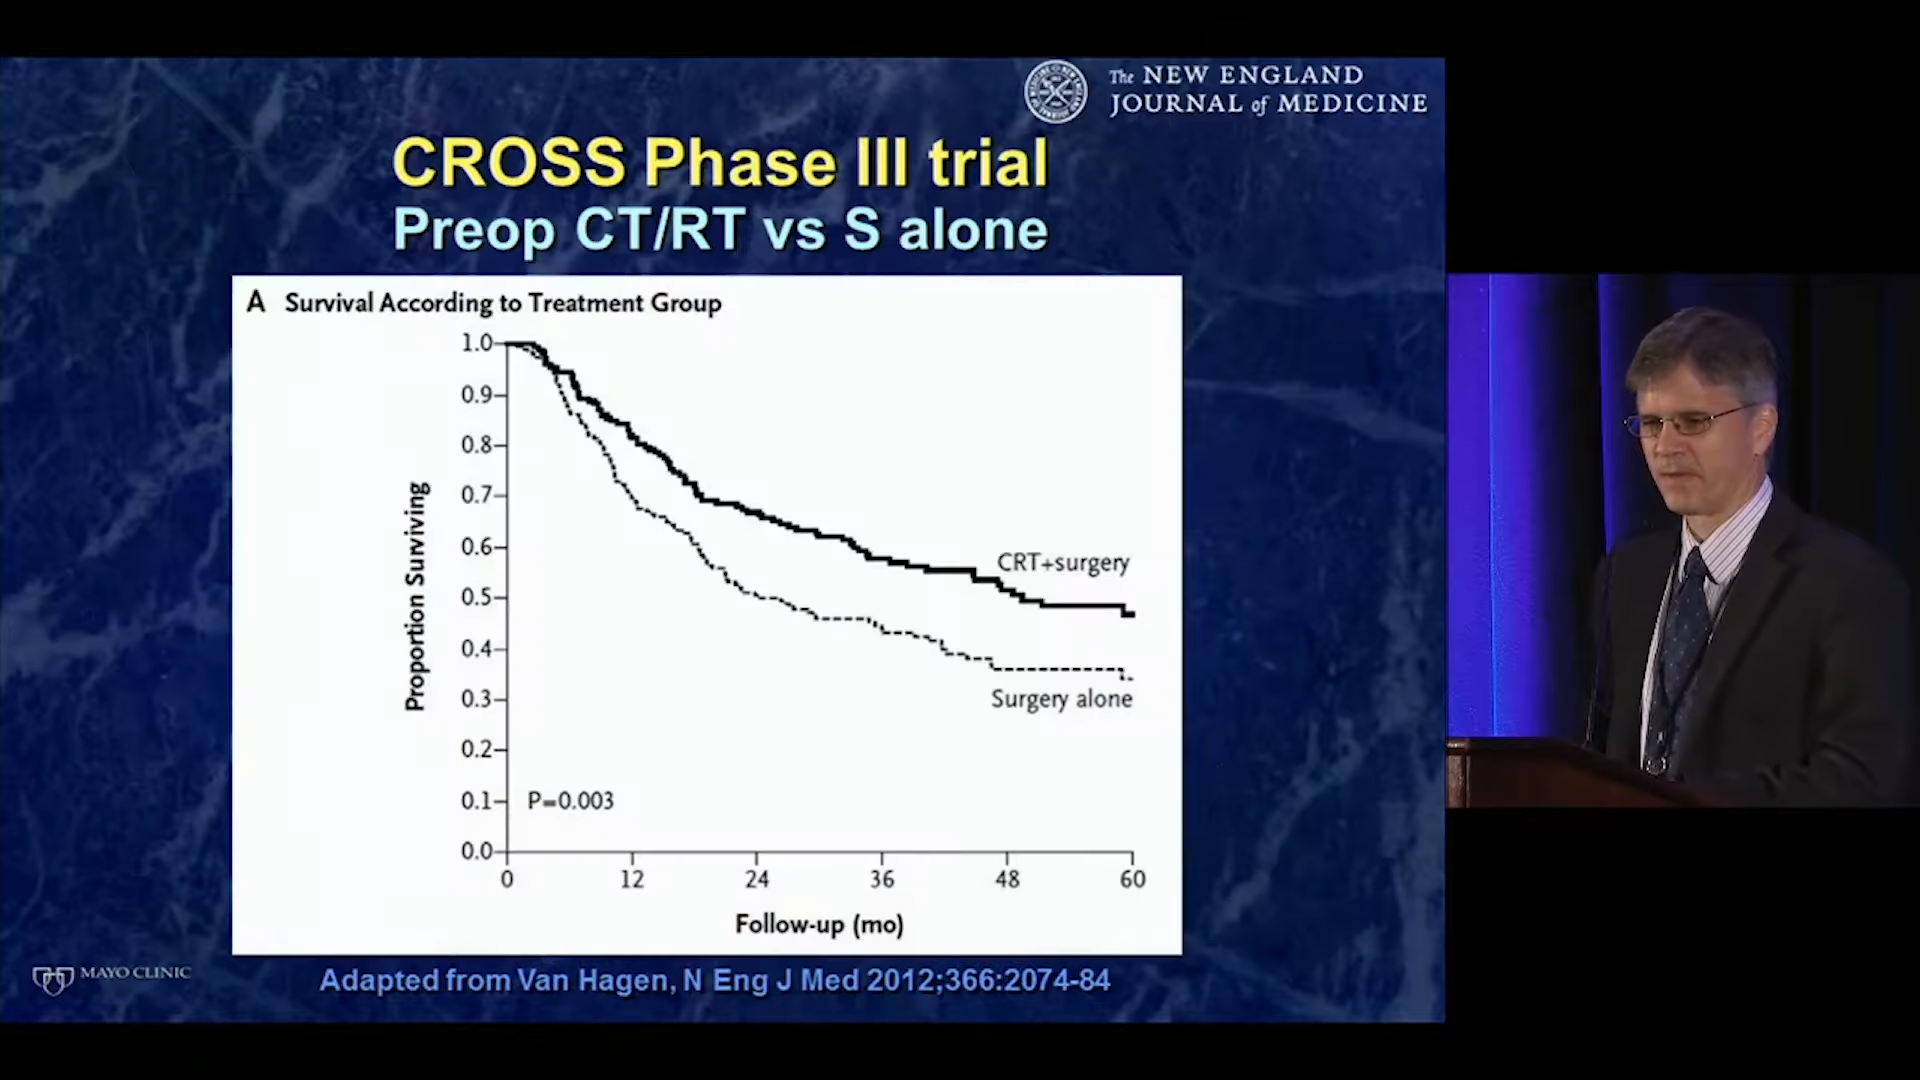 The NEW ENGLAND
JOURNAL of MEDICINE
CROSS Phase III trial
Preop CT/RT vs S alone
A Survival According to Treatment Group
1.0
0.9
0.8
0.7
0.6
0.5
0.4
0.3
0.2
0.1
0.0
Proportion Surviving
CRT+surgery
Surgery alone
P=0.003
0 12 24 36 48 60
Follow-up (mo)
MAYO CLINIC
Adapted from Van Hagen, N Eng J Med 2012;366:2074-84